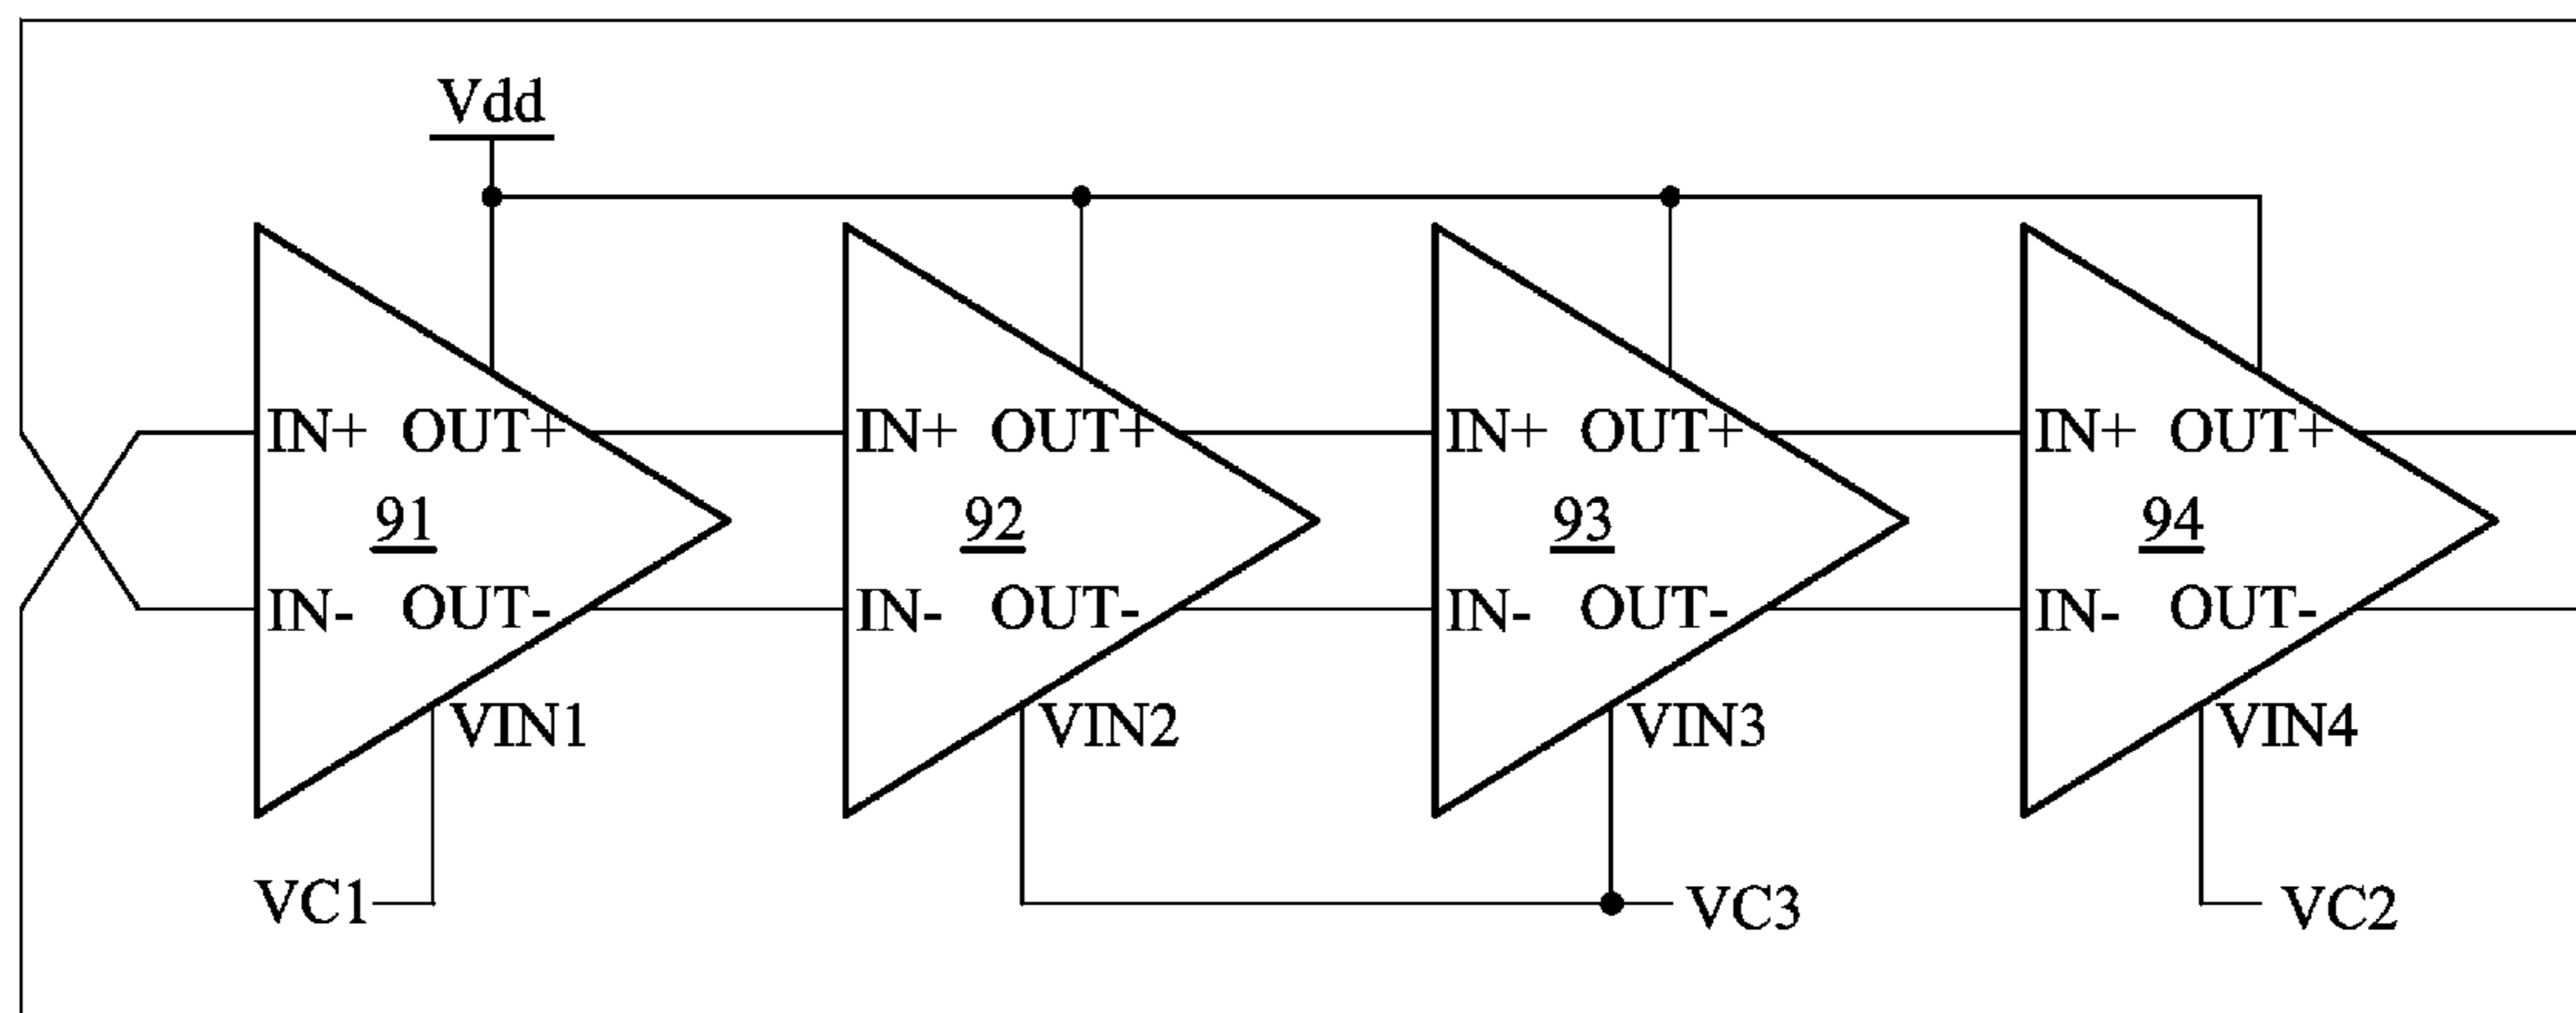 Vdd
IN+ OUT+ IN+ OUT+ IN+ OUT+ IN+ OUT+
91 92 93 94
IN- OUT- IN- OUT- IN- OUT- IN- OUT-
VIN1 VIN2 VIN3 VIN4
VC1 VC3 VC2